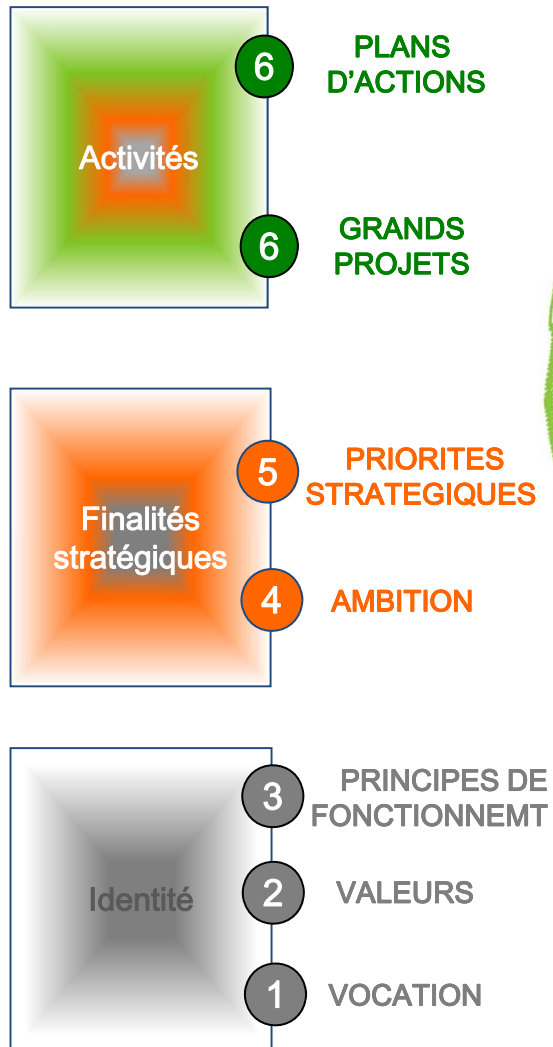 6
PLANS
D'ACTIONS
Activités
6
GRANDS
PROJETS
5
PRIORITES
STRATEGIQUES
Finalités
stratégiques
4
AMBITION
3
PRINCIPES DE
FONCTIONNEMT
Identité
2
VALEURS
1
VOCATION